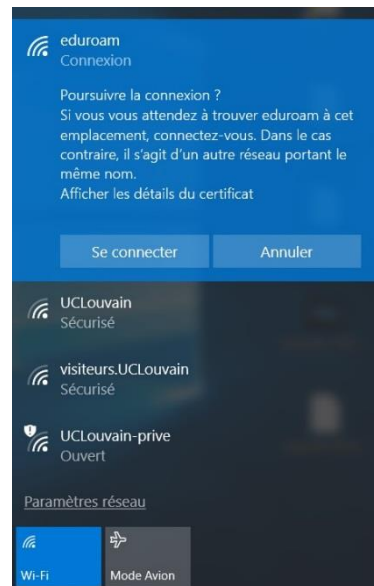 eduroam
Connexion
Poursuivre la connexion ?
Si vous vous attendez à
trouver eduroam à cet
emplacement, connectez-vous. Dans le cas
contraire, il s'agit d'un autre réseau portant le
même nom.
Afficher les détails du certificat
Se connecter
Annuler
UCLouvain
Sécurisé
visiteurs.UCLouvain
Sécurisé
UCLouvain-prive
Ouvert
Paramètres réseau
Wi-Fi
Mode Avion